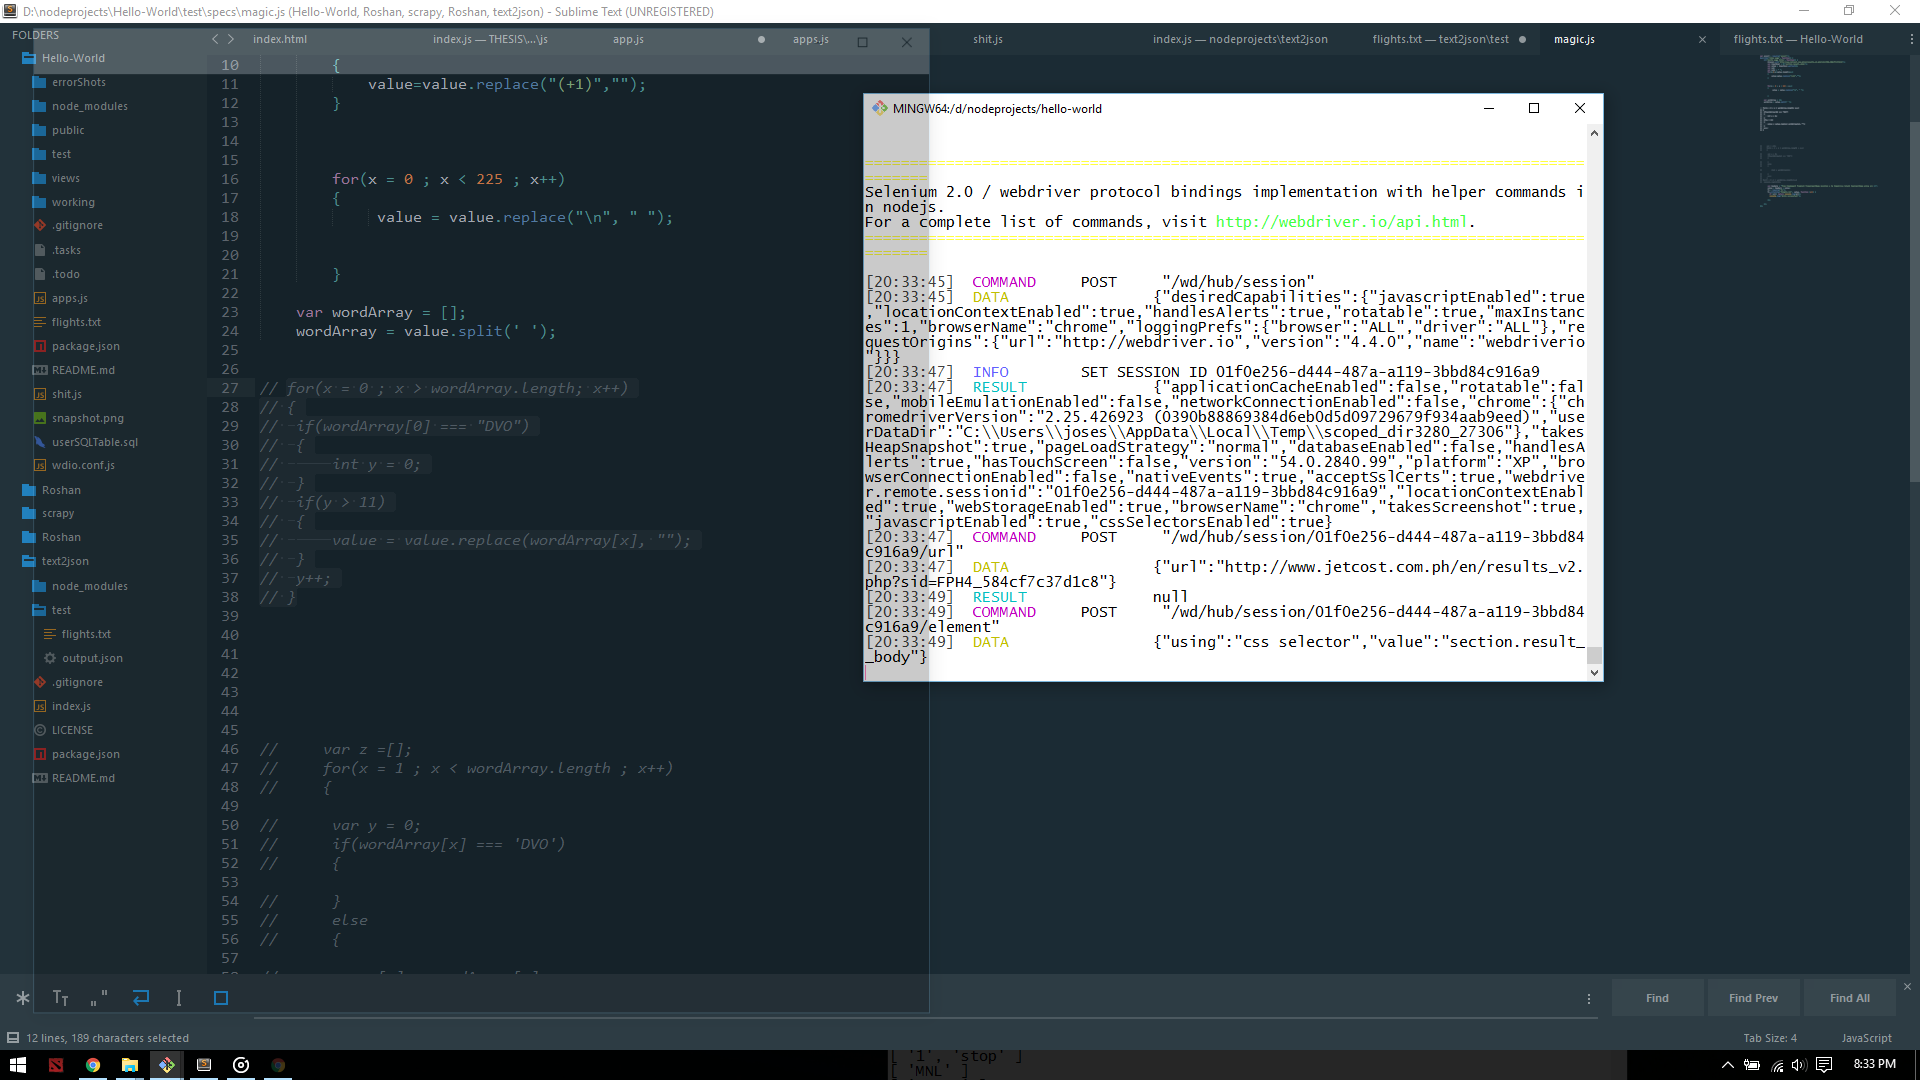 D:\nodeprojects\Hello-World\test\specs\magic.js (Hello-World, Roshan, scrapy, Roshan, text2json) - Sublime Text (UNREGISTERED)
FOLDERS
Hello-World
errorShots
node_modules
public
test
views
working
.gitignore
.tasks
.todo
apps.js
flights.txt
package.json
README.md
shit.js
snapshot.png
userSQLTable.sql
wdio.conf.js
Roshan
scrapy
Roshan
text2json
node_modules
test
flights.txt
output.json
.gitignore
index.js
LICENSE
package.json
README.md
index.html
index.js — THESIS\...\js
app.js
apps.js
shit.js
index.js — nodeprojects\text2json
flights.txt — text2json\test
magic.js
flights.txt — Hello-World
10 {
11 value=value.replace("(+1)","");
12 }
13
14
15
16 for(x = 0 ; x < 225 ; x++)
17 {
18 value = value.replace("\n", " ");
19
20
21 }
22
23 var wordArray = [];
24 wordArray = value.split(' ');
25
26
27 // for(x = 0 ; x > wordArray.length; x++)
28 // {
29 // if(wordArray[0] === "DVO")
30 // {
31 // int y = 0;
32 // }
33 // if(y > 11)
34 // {
35 // value = value.replace(wordArray[x], "");
36 // }
37 // y++;
38 // }
39
40
41
42
43
44
45
46 // var z =[];
47 // for(x = 1 ; x < wordArray.length ; x++)
48 // {
49
50 // var y = 0;
51 // if(wordArray[x] === 'DVO')
52 // {
53
54 // }
55 // else
56 // {
57
MINGW64:/d/nodeprojects/hello-world
Selenium 2.0 / webdriver protocol bindings implementation with helper commands i
n nodejs.
For a complete list of commands, visit http://webdriver.io/api.html.
[20:33:45] COMMAND POST "/wd/hub/session"
[20:33:45] DATA {"desiredCapabilities":{"javascriptEnabled":true
,"locationContextEnabled":true,"handlesAlerts":true,"rotatable":true,"maxInstanc
es":1,"browserName":"chrome","loggingPrefs":{"browser":"ALL","driver":"ALL"},"re
questOrigins":{"url":"http://webdriver.io","version":"4.4.0","name":"webdriverio
"}}}
[20:33:47] INFO SET SESSION ID 01f0e256-d444-487a-a119-3bbd84c916a9
[20:33:47] RESULT {"applicationCacheEnabled":false,"rotatable":fal
se,"mobileEmulationEnabled":false,"networkConnectionEnabled":false,"chrome":{"ch
romedriverVersion":"2.25.426923 (0390b88869384d6eb0d5d09729679f934aab9eed)","use
rDataDir":"C:\\Users\\joses\\AppData\\Local\\Temp\\scoped_dir3280_27306"},"takes
HeapSnapshot":true,"pageLoadStrategy":"normal","databaseEnabled":false,"handlesA
lerts":true,"hasTouchScreen":false,"version":"54.0.2840.99","platform":"XP","bro
wserConnectionEnabled":false,"nativeEvents":true,"acceptSslCerts":true,"webdrive
r.remote.sessionid":"01f0e256-d444-487a-a119-3bbd84c916a9","locationContextEnabl
ed":true,"webStorageEnabled":true,"browserName":"chrome","takesScreenshot":true,
"javascriptEnabled":true,"cssSelectorsEnabled":true}
[20:33:47] COMMAND POST "/wd/hub/session/01f0e256-d444-487a-a119-3bbd84
c916a9/url"
[20:33:47] DATA {"url":"http://www.jetcost.com.ph/en/results_v2.
php?sid=FPH4_584cf7c37d1c8"}
[20:33:49] RESULT null
[20:33:49] COMMAND POST "/wd/hub/session/01f0e256-d444-487a-a119-3bbd84
c916a9/element"
[20:33:49] DATA {"using":"css selector","value":"section.result_
_body"}
Find
Find Prev
Find All
12 lines, 189 characters selected
Tab Size: 4
JavaScript
[ '1', 'stop' ]
[ 'MNL' ]
8:33 PM